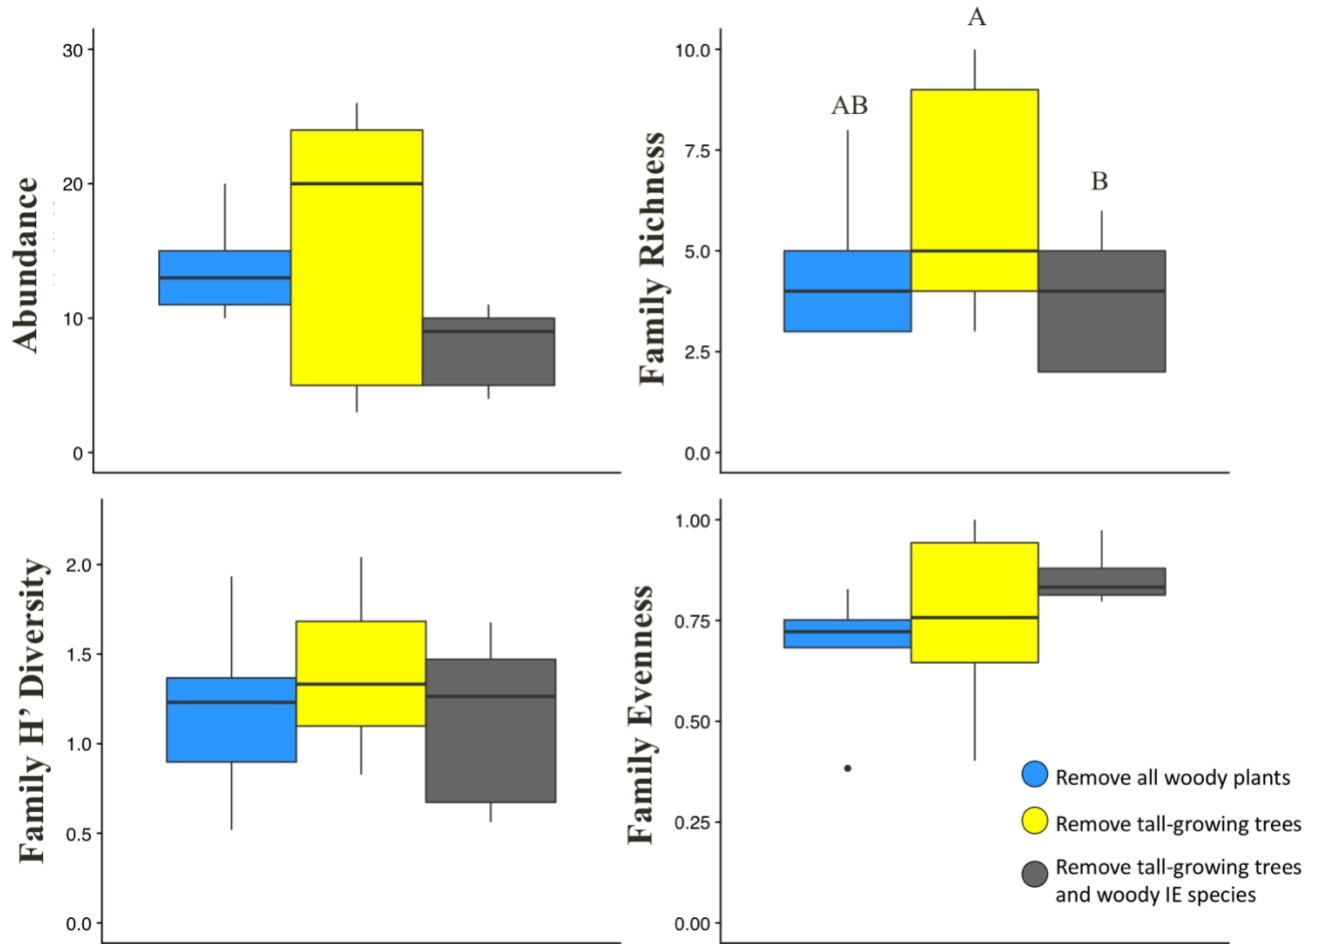 Abundance
30
20
10
0
Family Richness
10.0
7.5
5.0
2.5
0.0
AB
A
B
Family H’ Diversity
2.0
1.5
1.0
0.5
0.0
Family Evenness
1.00
0.75
0.50
0.25
0.00
Remove all woody plants
Remove tall-growing trees
Remove tall-growing trees
and woody IE species